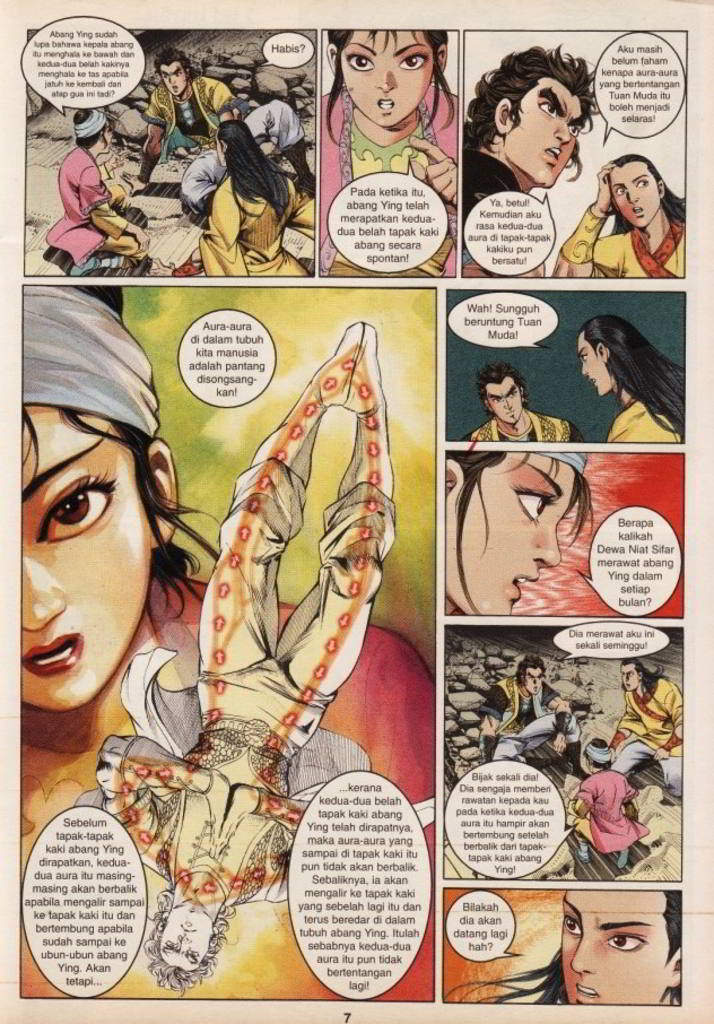 Abang Ying sudah
lupa bahawa kepala abang
itu menghala ke bawah dan
kedua-dua belah kakinya
menghala ke tas apabila
jatuh ke kembali dari
atap gua ini tadi?
Habis?
Pada ketika itu,
abang Ying telah
merapatkan kedua-
dua belah tapak kaki
abang secara
spontan!
Aku masih
belum faham
kenapa aura-aura
yang bertentangan
Tuan Muda itu
boleh menjadi
selaras!
Ya, betul!
Kemudian aku
rasa kedua-dua
aura di tapak-tapak
kakiku pun
bersatu!
Aura-aura
di dalam tubuh
kita manusia
adalah pantang
disongsang-
kan!
Sebelum
tapak-tapak
kaki abang Ying
dirapatkan, kedua-
dua aura itu masing-
masing akan berbalik
apabila mengalir sampai
ke tapak kaki itu dan
bertembung apabila
sudah sampai ke
ubun-ubun abang
Ying. Akan
tetapi...
...kerana
kedua-dua belah
tapak kaki abang
Ying telah dirapatnya,
maka aura-aura yang
sampai di tapak kaki itu
pun tidak akan berbalik.
Sebaliknya, ia akan
mengalir ke tapak kaki
yang sebelah lagi itu dan
terus beredar di dalam
tubuh abang Ying. Itulah
sebabnya kedua-dua
aura itu pun tidak
bertentangan
lagi!
Wah! Sungguh
beruntung Tuan
Muda!
Berapa
kalikah
Dewa Niat Sifar
merawat abang
Ying dalam
setiap
bulan?
Dia merawat aku ini
sekali seminggu!
Bijak sekali dia!
Dia sengaja memberi
rawatan kepada kau
pada ketika kedua-dua
aura itu hampir akan
bertembung setelah
berbalik dari tapak-
tapak kaki abang
Ying!
Bilakah
dia akan
datang lagi
hah?
7